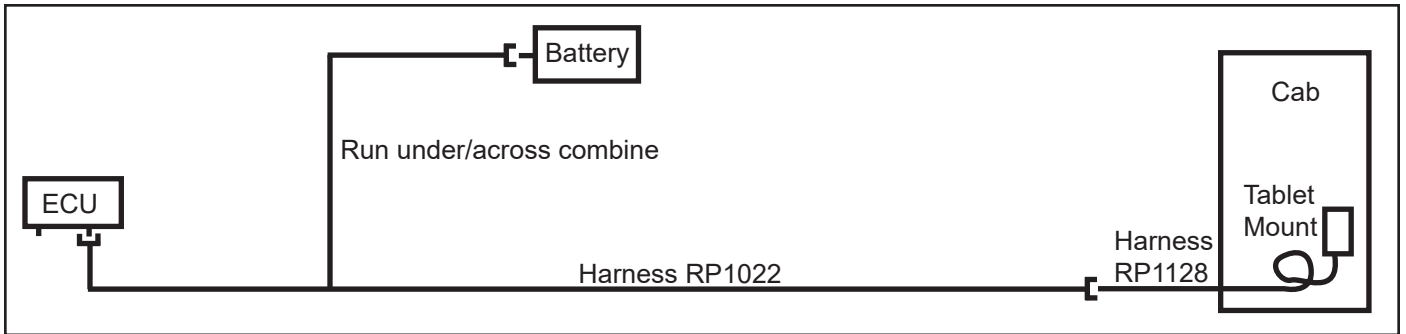 Battery
Cab
Run under/across combine
ECU
Tablet
Mount
Harness
RP1128
Harness RP1022